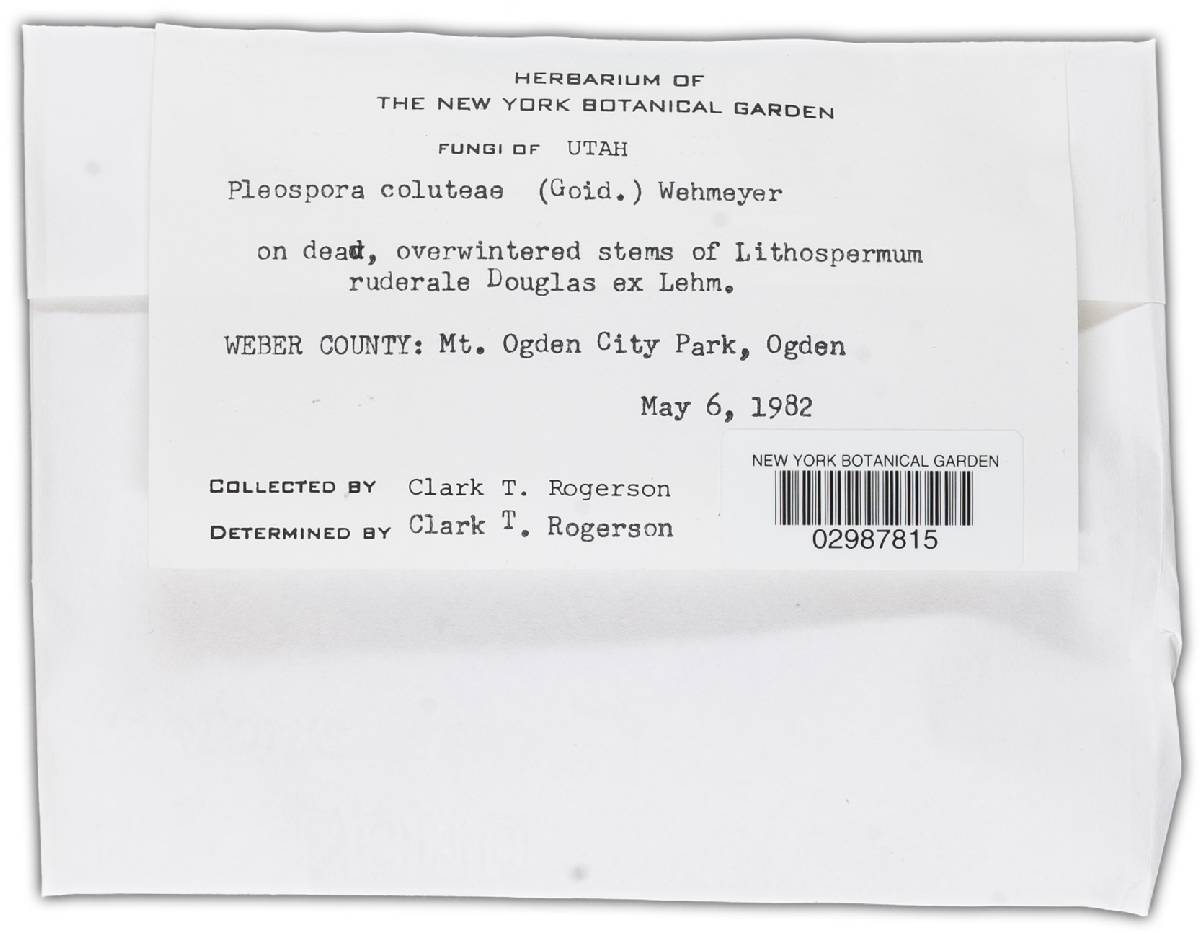 HERBARIUM OF
THE NEW YORK BOTANICAL GARDEN
FUNGI OF UTAH
Pleospora coluteae (Goid.) Wehmeyer
on dead, overwintered stems of Lithospermum
ruderale Douglas ex Lehm.
WEBER COUNTY: Mt. Ogden City Park, Ogden
May 6, 1982
COLLECTED BY Clark T. Rogerson
DETERMINED BY Clark T. Rogerson
NEW YORK BOTANICAL GARDEN
02987815